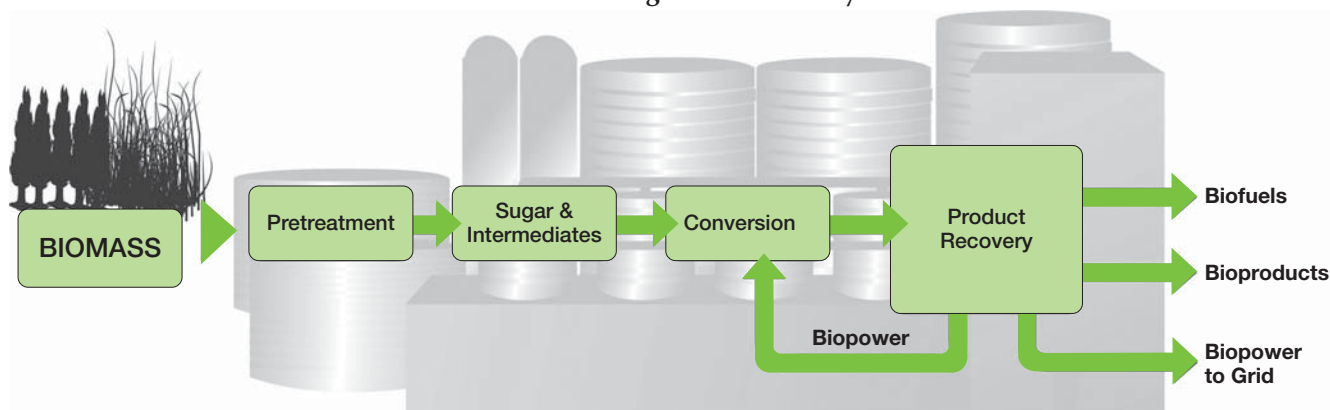 BIOMASS
Pretreatment
Sugar &
Intermediates
Conversion
Product
Recovery
Biofuels
Bioproducts
Biopower
Biopower
to Grid